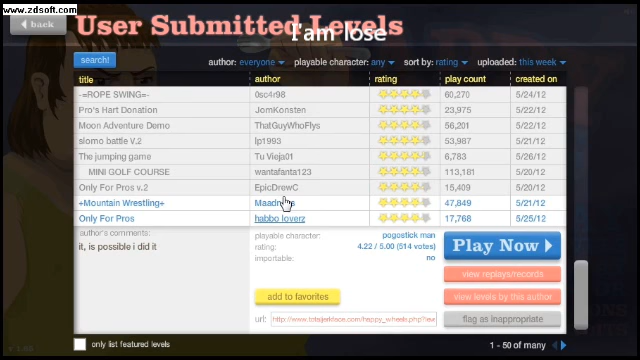 www.zdsoft.com
back
User Submitted Levels
I'am lose
search!
author: everyone playable character: any sort by: rating uploaded: this week
title author rating play count created on
-=ROPE SWING=- 0sc4r98 60,270 5/24/12
Pro's Hart Donation JomKonsten 23,975 5/22/12
Moon Adventure Demo ThatGuyWhoFlys 56,201 5/22/12
slomo battle V.2 lp1993 53,987 5/21/12
The jumping game Tu Vieja01 6,783 5/26/12
MINI GOLF COURSE wantafanta123 113,181 5/20/12
Only For Pros v.2 EpicDrewC 15,409 5/20/12
+Mountain Wrestling+ 47,849 5/21/12
Only For Pros habbo loverz 17,768 5/25/12
author's comments:
it, is possible i did it
playable character: pogostick man
rating: 4.22 / 5.00 (514 votes)
importable: no
Play Now
view replays/records
add to favorites
view levels by this author
url: http://www.totaljerkface.com/happy_wheels.php?
flag as inappropriate
only list featured levels
1 - 50 of many